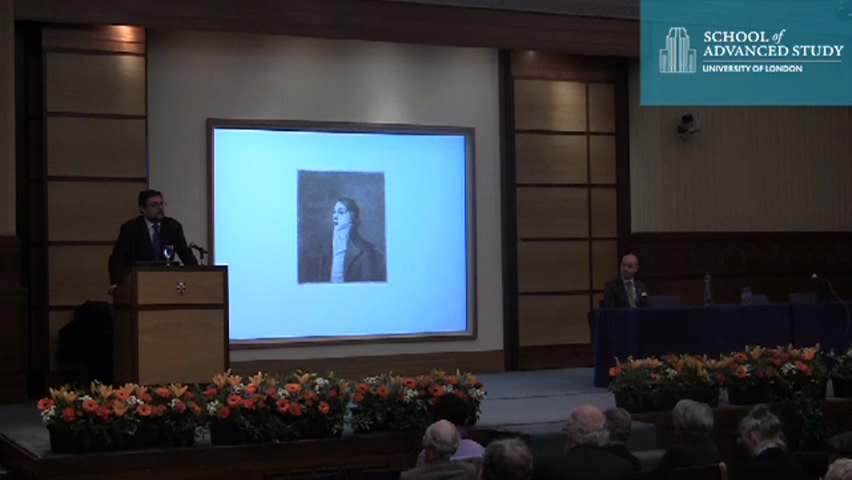 SCHOOL of
ADVANCED STUDY
UNIVERSITY OF LONDON